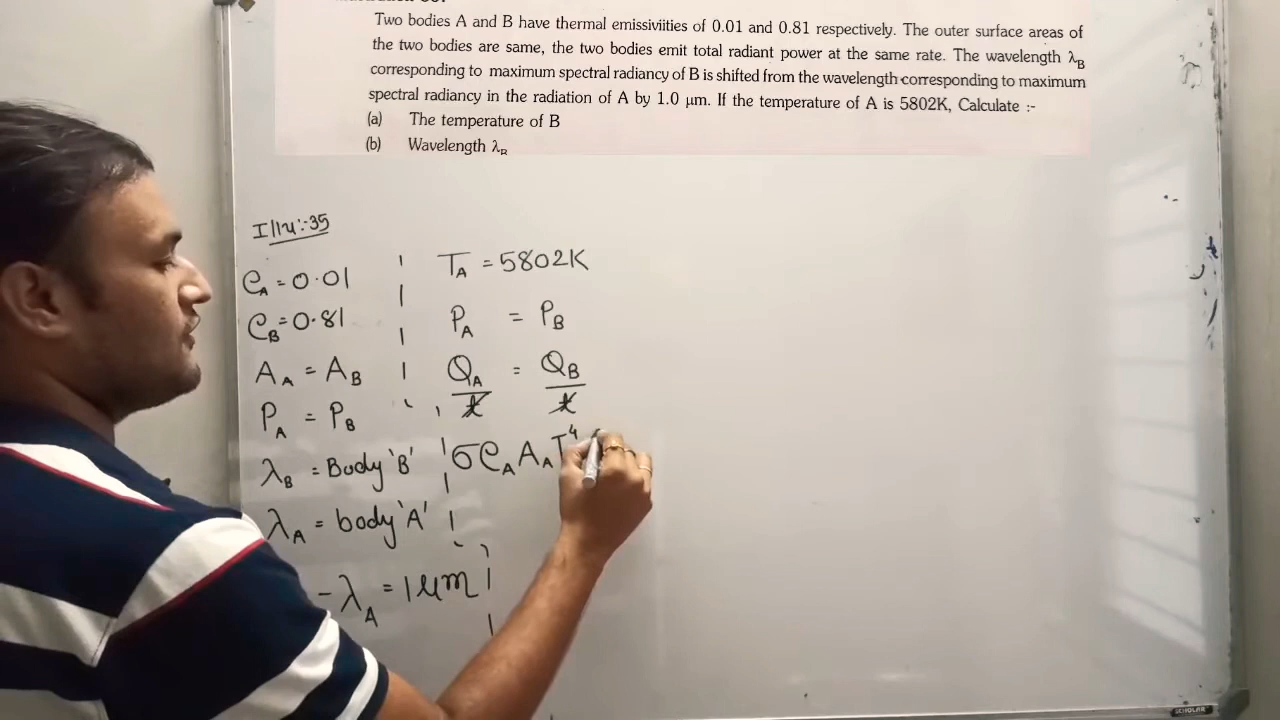 Two bodies A and B have thermal emissiviities of 0.01 and 0.81 respectively. The outer surface areas of
the two bodies are same, the two bodies emit total radiant power at the same rate. The wavelength λB
corresponding to maximum spectral radiancy of B is shifted from the wavelength corresponding to maximum
spectral radiancy in the radiation of A by 1.0 μm. If the temperature of A is 5802K, Calculate :-
(a) The temperature of B
(b) Wavelength λB
Illu:-35
eA = 0.01
eB = 0.81
AA = AB
PA = PB
λB = Body 'B'
λA = body 'A'
- λA = 1μm
TA = 5802K
PA = PB
QA/t = QB/t
σeAAAT4
SCHOLAR